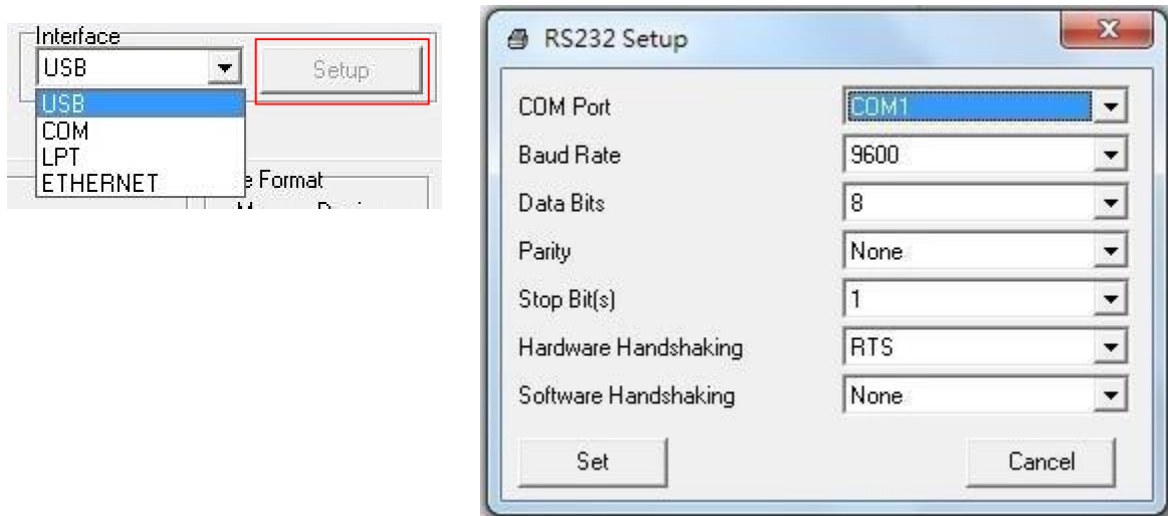 Interface
USB
Setup
USB
COM
LPT
ETHERNET
e Format
RS232 Setup
COM Port COM1
Baud Rate 9600
Data Bits 8
Parity None
Stop Bit(s) 1
Hardware Handshaking RTS
Software Handshaking None
Set Cancel